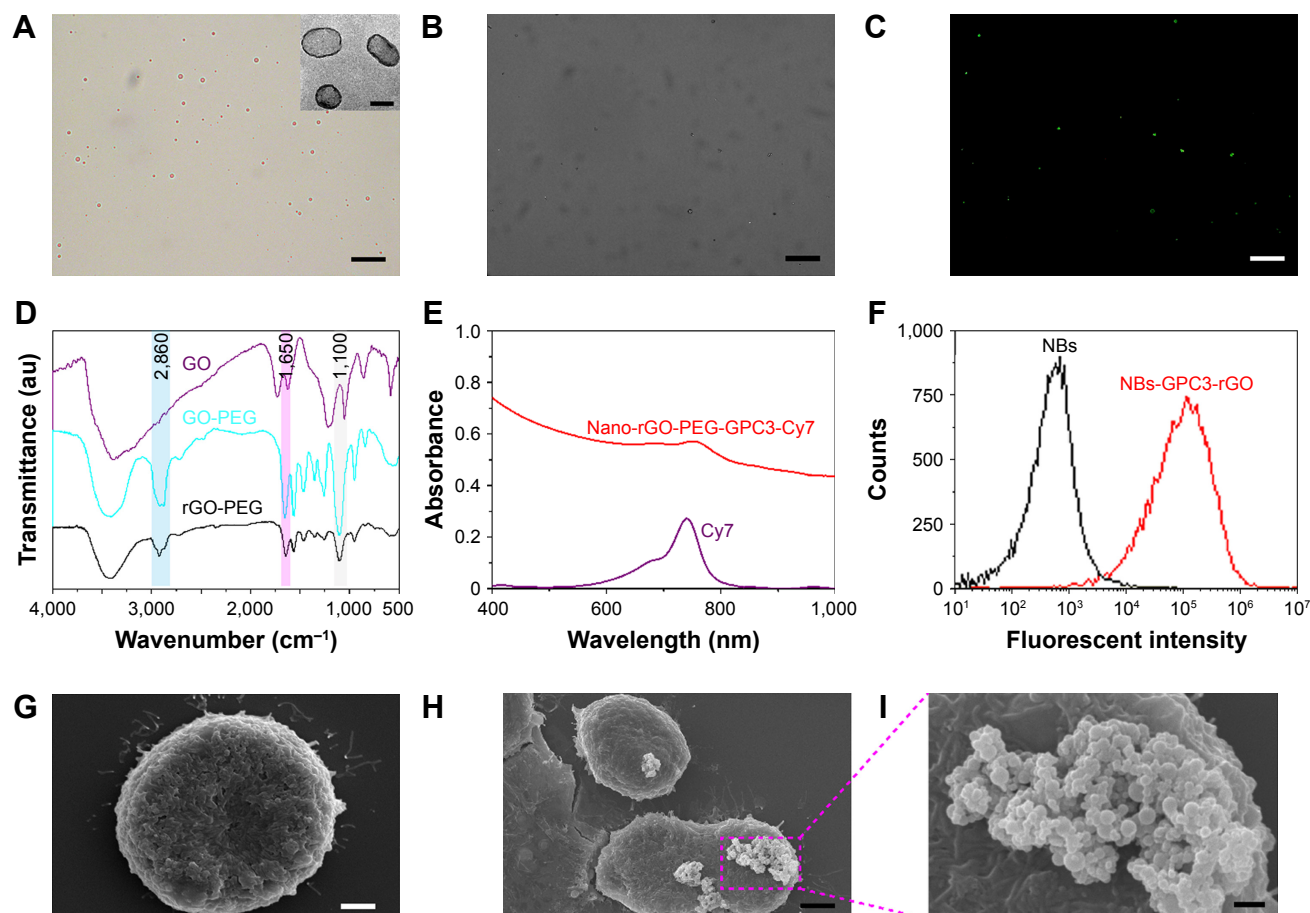 A
B
C
D
2,860
1,650
1,100
GO
GO-PEG
rGO-PEG
Transmittance (au)
4,000
3,000
2,000
1,000
500
Wavenumber (cm–1)
E
1.0
0.8
0.6
0.4
0.2
0
Nano-rGO-PEG-GPC3-Cy7
Cy7
Absorbance
400
600
800
1,000
Wavelength (nm)
F
1,000
750
500
250
0
NBs
NBs-GPC3-rGO
Counts
10¹
10²
10³
10⁴
10⁵
10⁶
10⁷
Fluorescent intensity
G
H
I